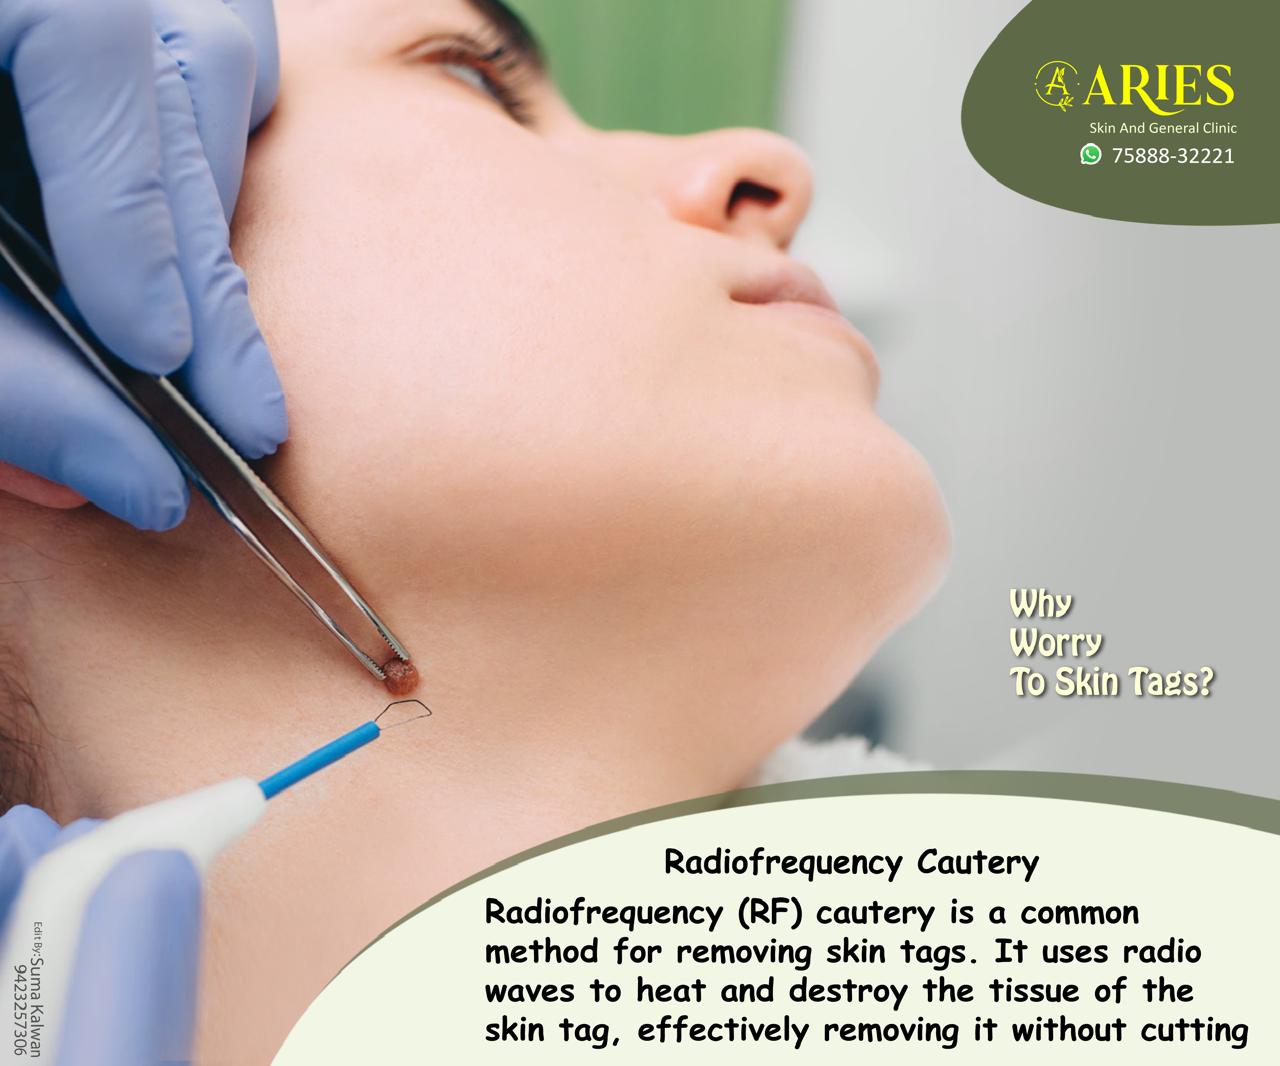 ARIES
Skin And General Clinic
75888-32221
Why
Worry
To Skin Tags?
Radiofrequency Cautery
Radiofrequency (RF) cautery is a common
method for removing skin tags. It uses radio
waves to heat and destroy the tissue of the
skin tag, effectively removing it without cutting
Edit By:Suma Kalwan
9423257306